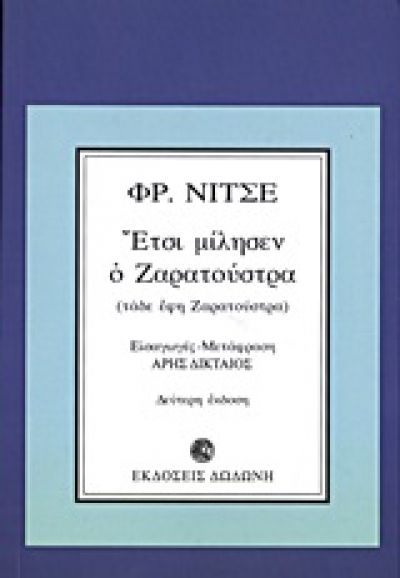 ΦΡ. ΝΙΤΣΕ
Ἔτσι μίλησεν
ὁ Ζαρατούστρα
(τάδε ἔφη Ζαρατούστρα)
Εἰσαγωγές - Μετάφραση
ΑΡΗΣ ΔΙΚΤΑΙΟΣ
Δεύτερη ἔκδοση
ΕΚΔΟΣΕΙΣ ΔΩΔΩΝΗ